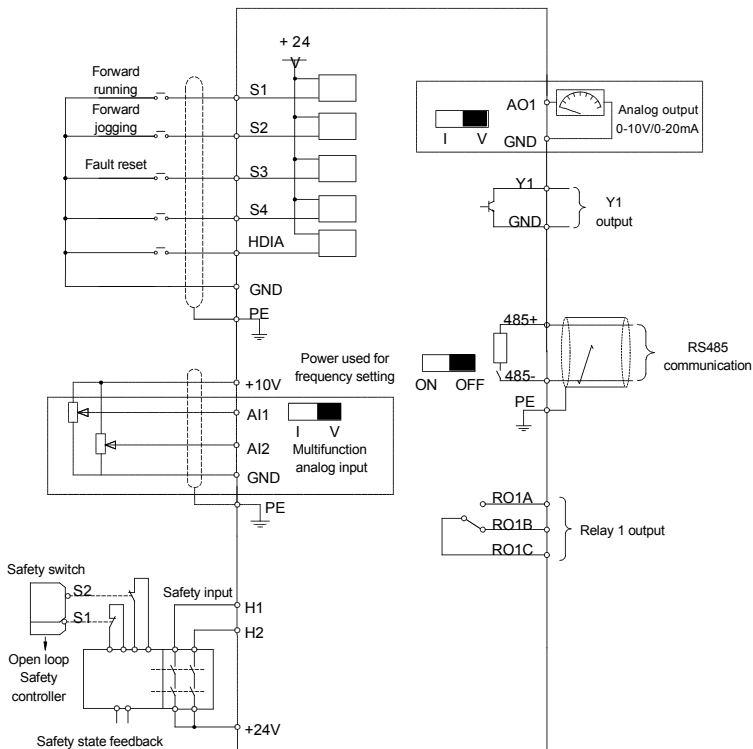 + 24
V
Forward
running
S1
Forward
jogging
S2
Fault reset
S3
S4
HDIA
GND
PE
Power used for
frequency setting
+10V
AI1
I V
AI2
Multifunction
analog input
GND
PE
Safety switch
S2
S1
Safety input
H1
H2
Open loop
Safety
controller
+24V
Safety state feedback
AO1
Analog output
0-10V/0-20mA
I V
GND
Y1
Y1
output
GND
485+
RS485
communication
ON OFF
485-
PE
RO1A
RO1B
Relay 1 output
RO1C